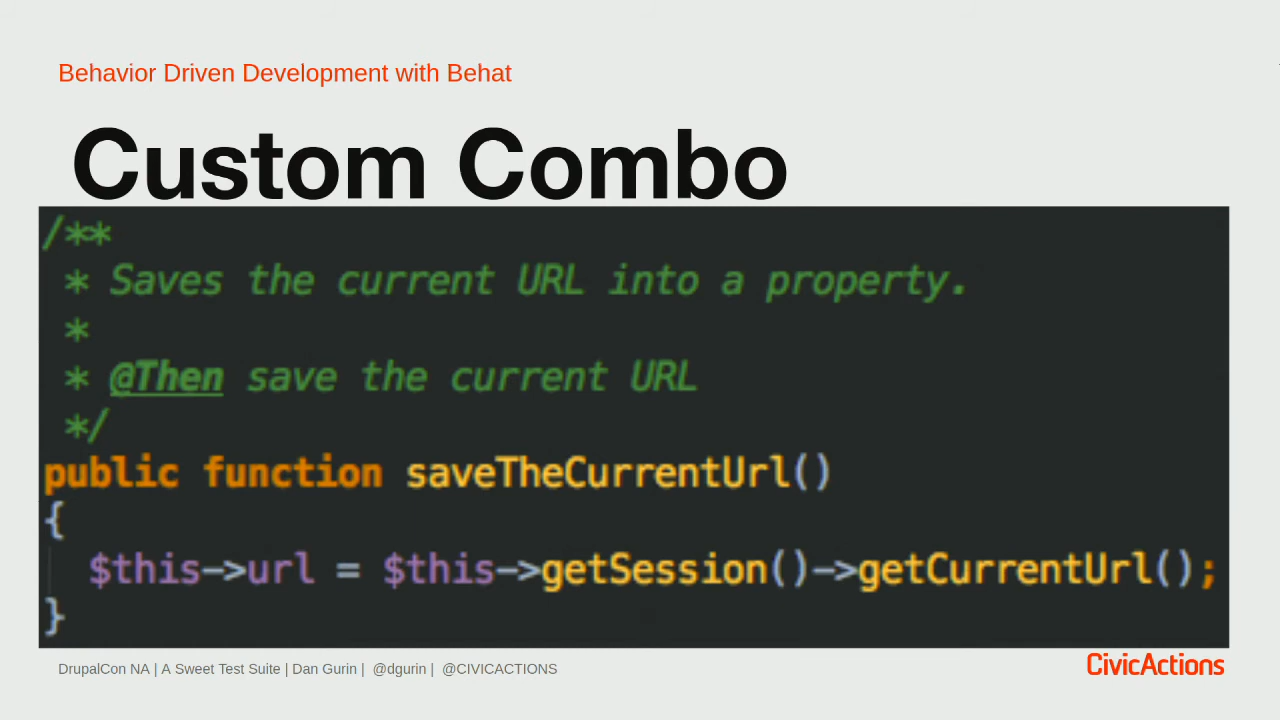 Behavior Driven Development with Behat
Custom Combo
/**
 * Saves the current URL into a property.
 *
 * @Then save the current URL
 */
public function saveTheCurrentUrl()
{
  $this->url = $this->getSession()->getCurrentUrl();
}
DrupalCon NA | A Sweet Test Suite | Dan Gurin | @dgurin | @CIVICACTIONS
CivicActions